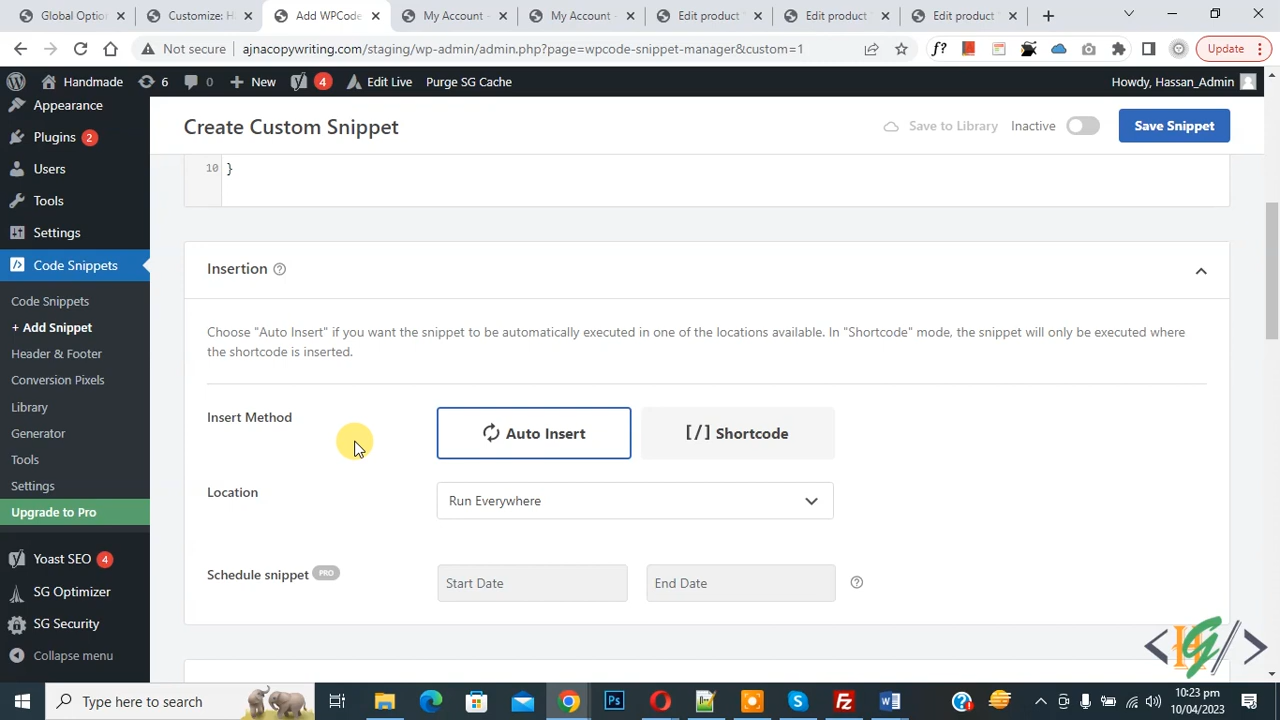 Global Optio
Customize: H
Add WPCode
My Account -
My Account -
Edit product
Edit product
Edit product
Not secure
ajnacopywriting.com/staging/wp-admin/admin.php?page=wpcode-snippet-manager&custom=1
f?
Update
Handmade
6
0
New
4
Edit Live
Purge SG Cache
Howdy, Hassan_Admin
Appearance
Plugins 2
Users
Tools
Settings
Code Snippets
Code Snippets
+ Add Snippet
Header & Footer
Conversion Pixels
Library
Generator
Tools
Settings
Upgrade to Pro
Yoast SEO 4
SG Optimizer
SG Security
Collapse menu
Create Custom Snippet
Save to Library
Inactive
Save Snippet
10 }
Insertion
Choose "Auto Insert" if you want the snippet to be automatically executed in one of the locations available. In "Shortcode" mode, the snippet will only be executed where
the shortcode is inserted.
Insert Method
Auto Insert
[/] Shortcode
Location
Run Everywhere
Schedule snippet PRO
Start Date
End Date
Type here to search
10:23 pm
10/04/2023